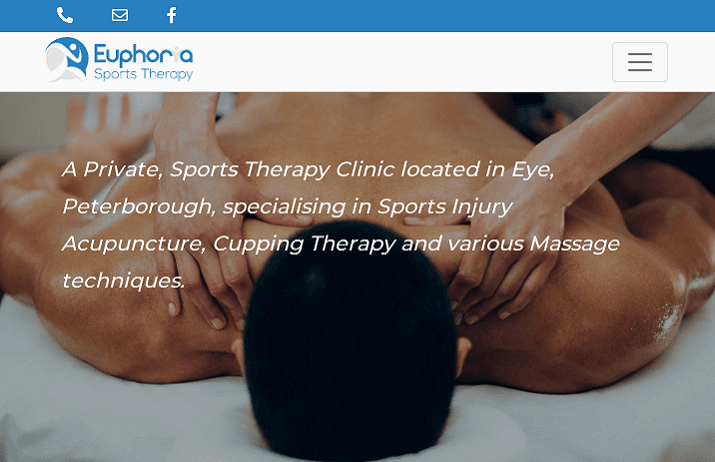 Euphoria
Sports Therapy
A Private, Sports Therapy Clinic located in Eye,
Peterborough, specialising in Sports Injury
Acupuncture, Cupping Therapy and various Massage
techniques.